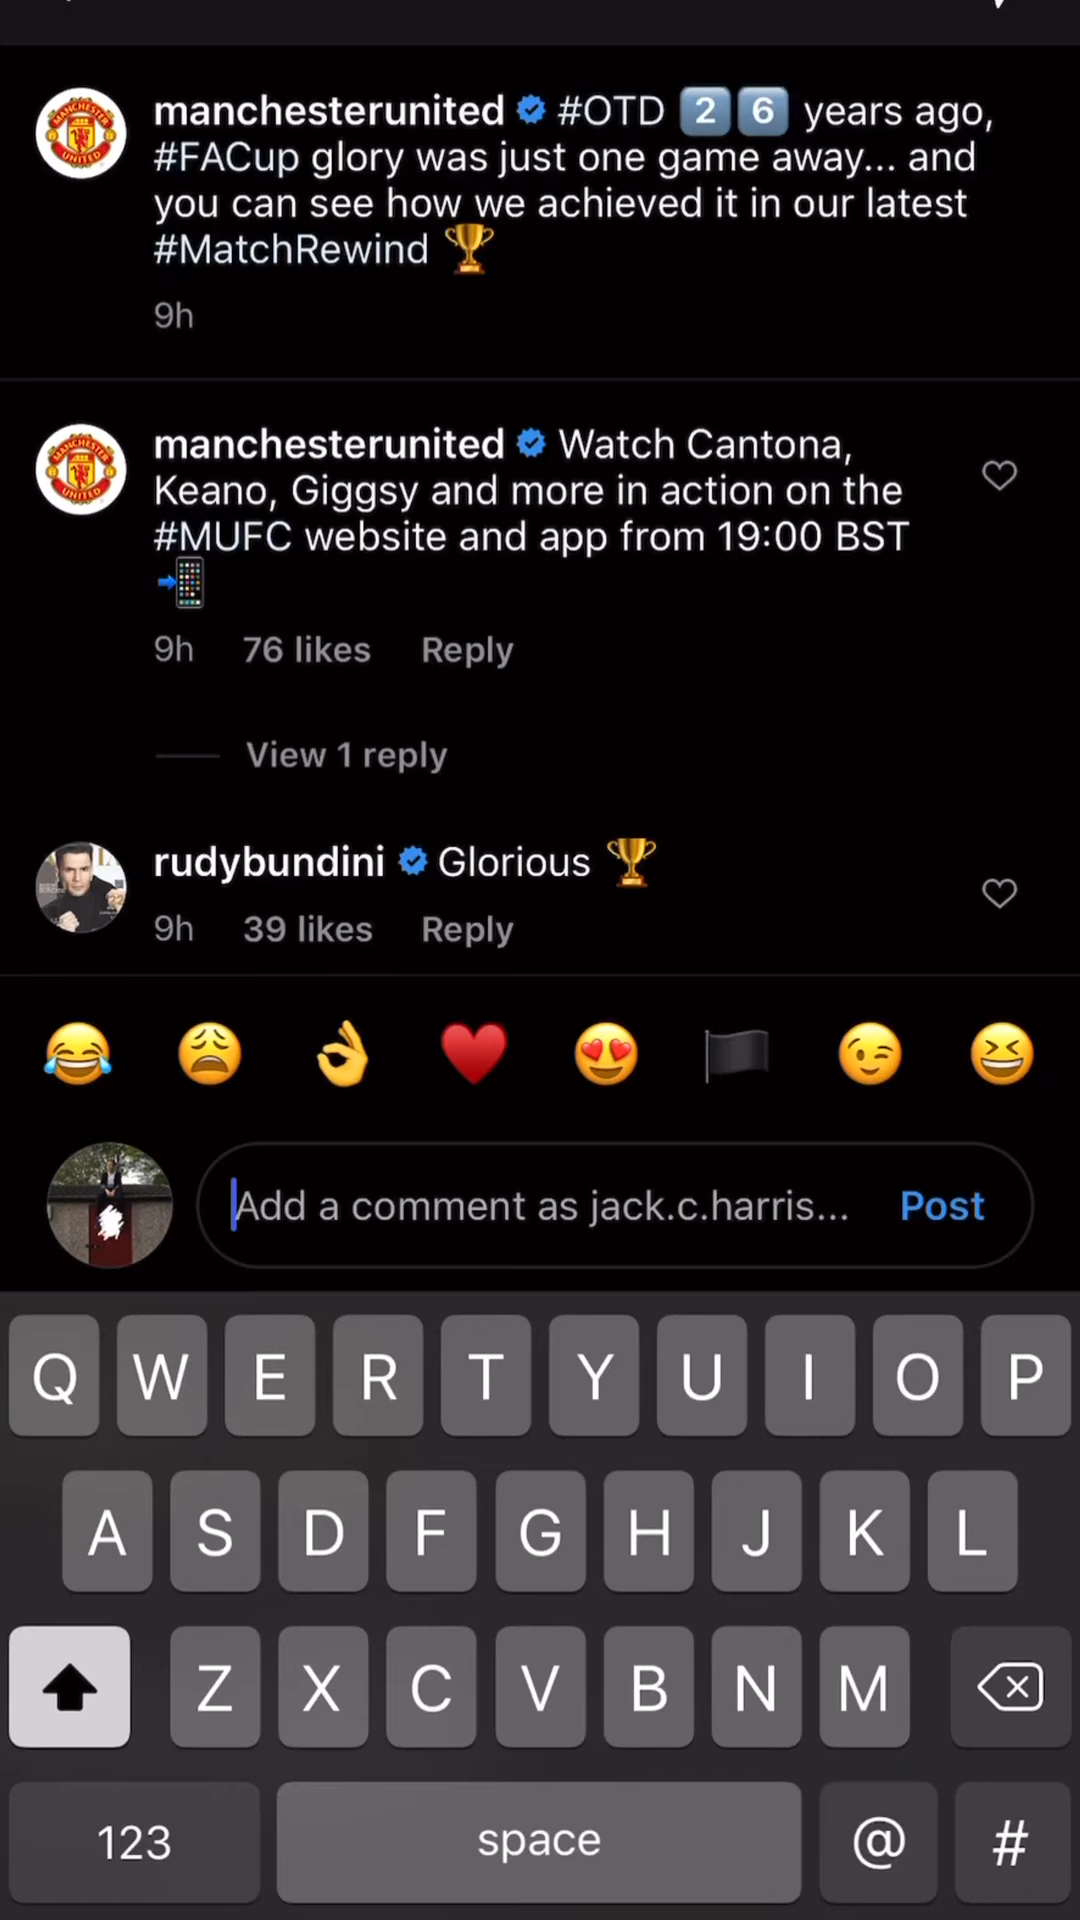 manchesterunited #OTD 2️⃣ 6️⃣ years ago,
#FACup glory was just one game away... and
you can see how we achieved it in our latest
#MatchRewind 🏆
9h
manchesterunited Watch Cantona,
Keano, Giggsy and more in action on the
#MUFC website and app from 19:00 BST
📲
9h 76 likes Reply
View 1 reply
rudybundini Glorious 🏆
9h 39 likes Reply
😂 😩 👌 ❤️ 😍 🏴 😉 😆
Add a comment as jack.c.harris... Post
Q W E R T Y U I O P
A S D F G H J K L
Z X C V B N M
123 space @ #